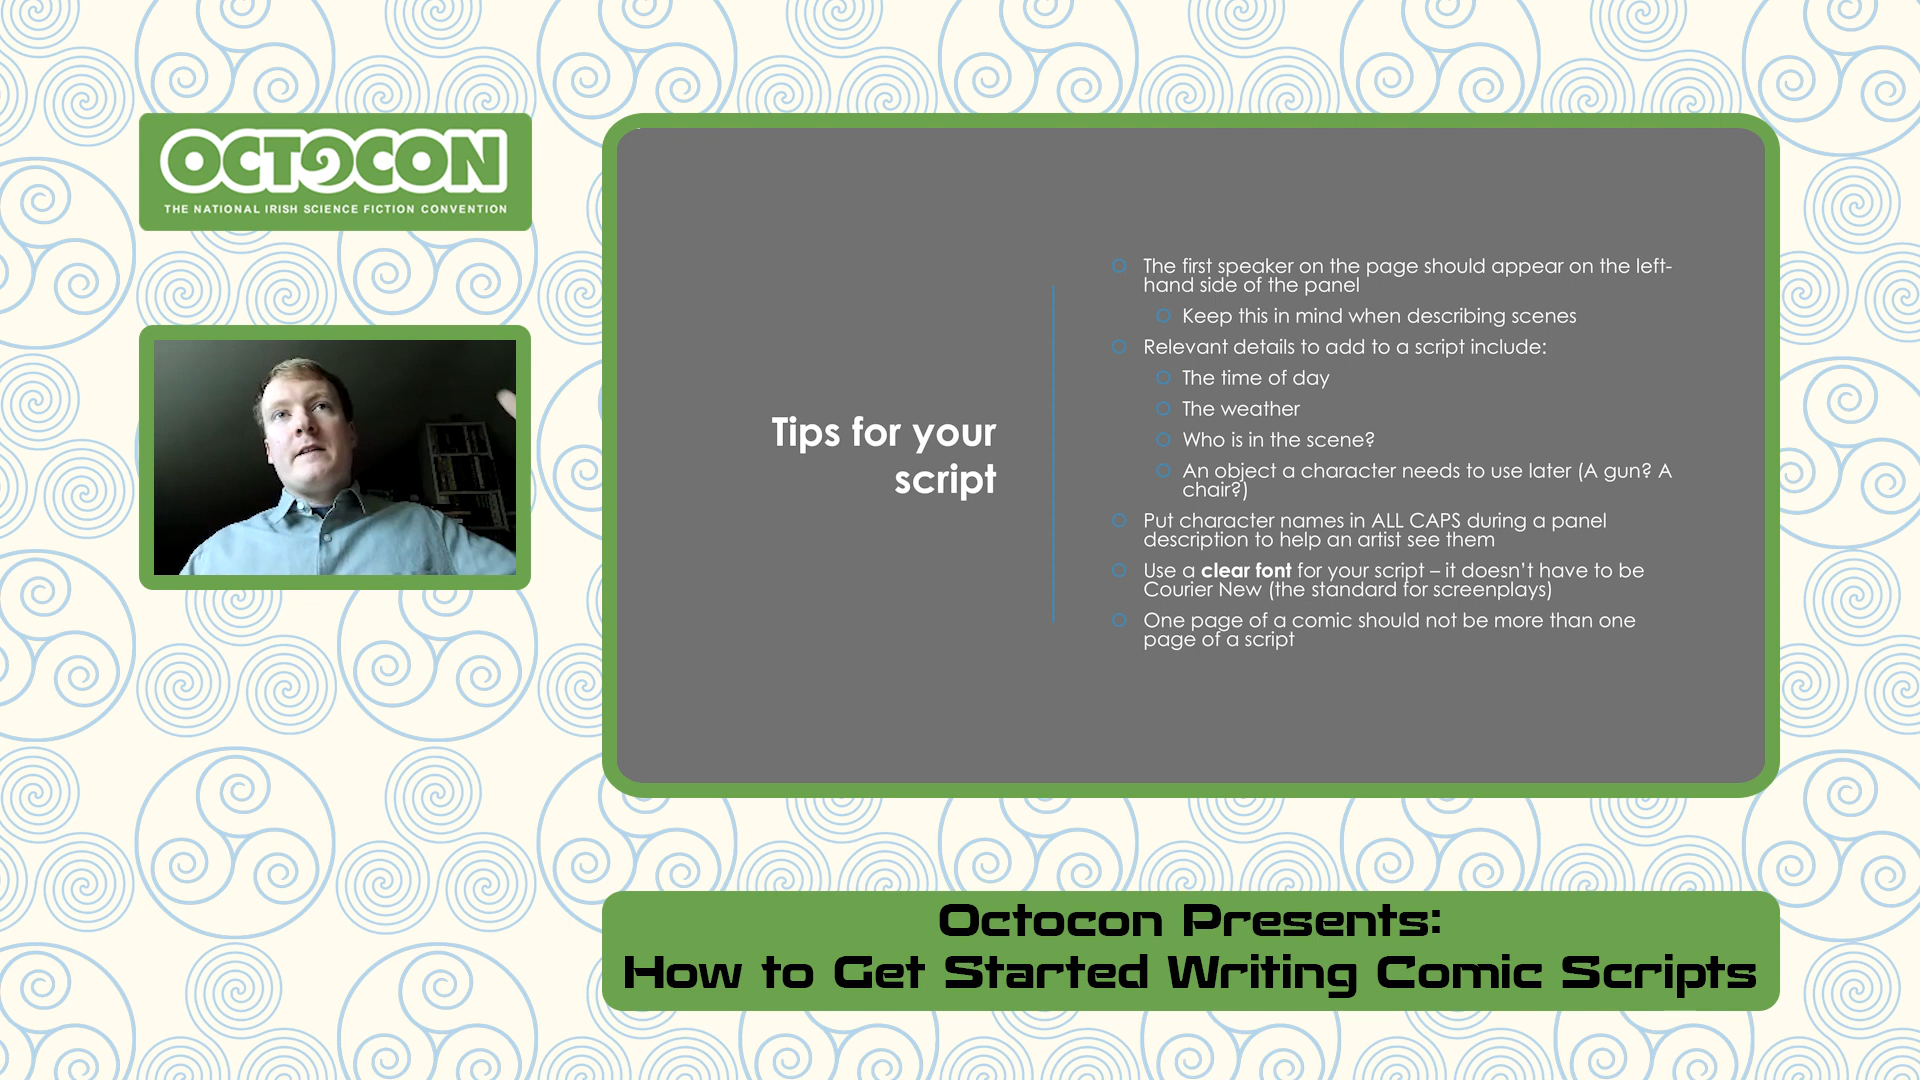 OCTOCON
THE NATIONAL IRISH SCIENCE FICTION CONVENTION
Tips for your
script
The first speaker on the page should appear on the left-
hand side of the panel
Keep this in mind when describing scenes
Relevant details to add to a script include:
The time of day
The weather
Who is in the scene?
An object a character needs to use later (A gun? A
chair?)
Put character names in ALL CAPS during a panel
description to help an artist see them
Use a clear font for your script – it doesn't have to be
Courier New (the standard for screenplays)
One page of a comic should not be more than one
page of a script
Octocon Presents:
How to Get Started Writing Comic Scripts